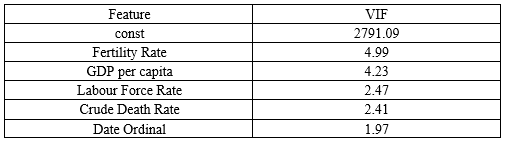 Feature VIF
const 2791.09
Fertility Rate 4.99
GDP per capita 4.23
Labour Force Rate 2.47
Crude Death Rate 2.41
Date Ordinal 1.97